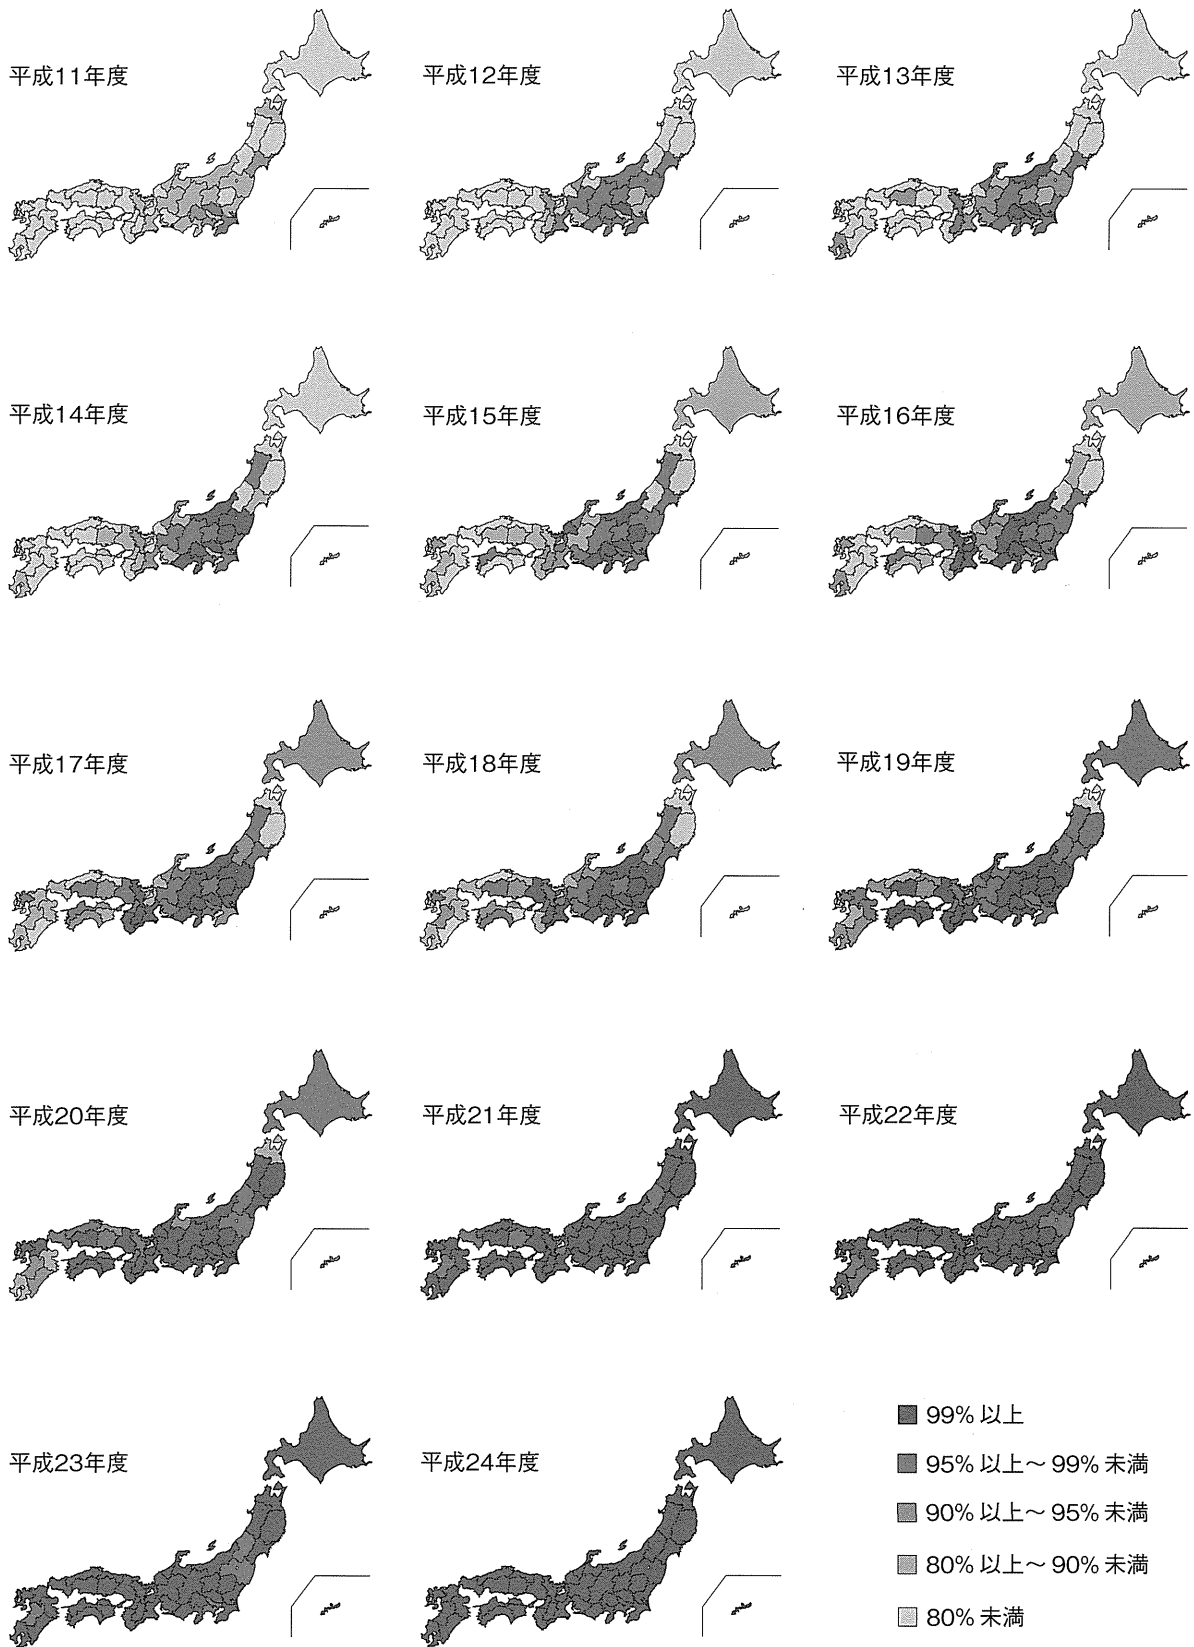 平成11年度
平成12年度
平成13年度
平成14年度
平成15年度
平成16年度
平成17年度
平成18年度
平成19年度
平成20年度
平成21年度
平成22年度
平成23年度
平成24年度
99% 以上
95% 以上～99% 未満
90% 以上～95% 未満
80% 以上～90% 未満
80% 未満